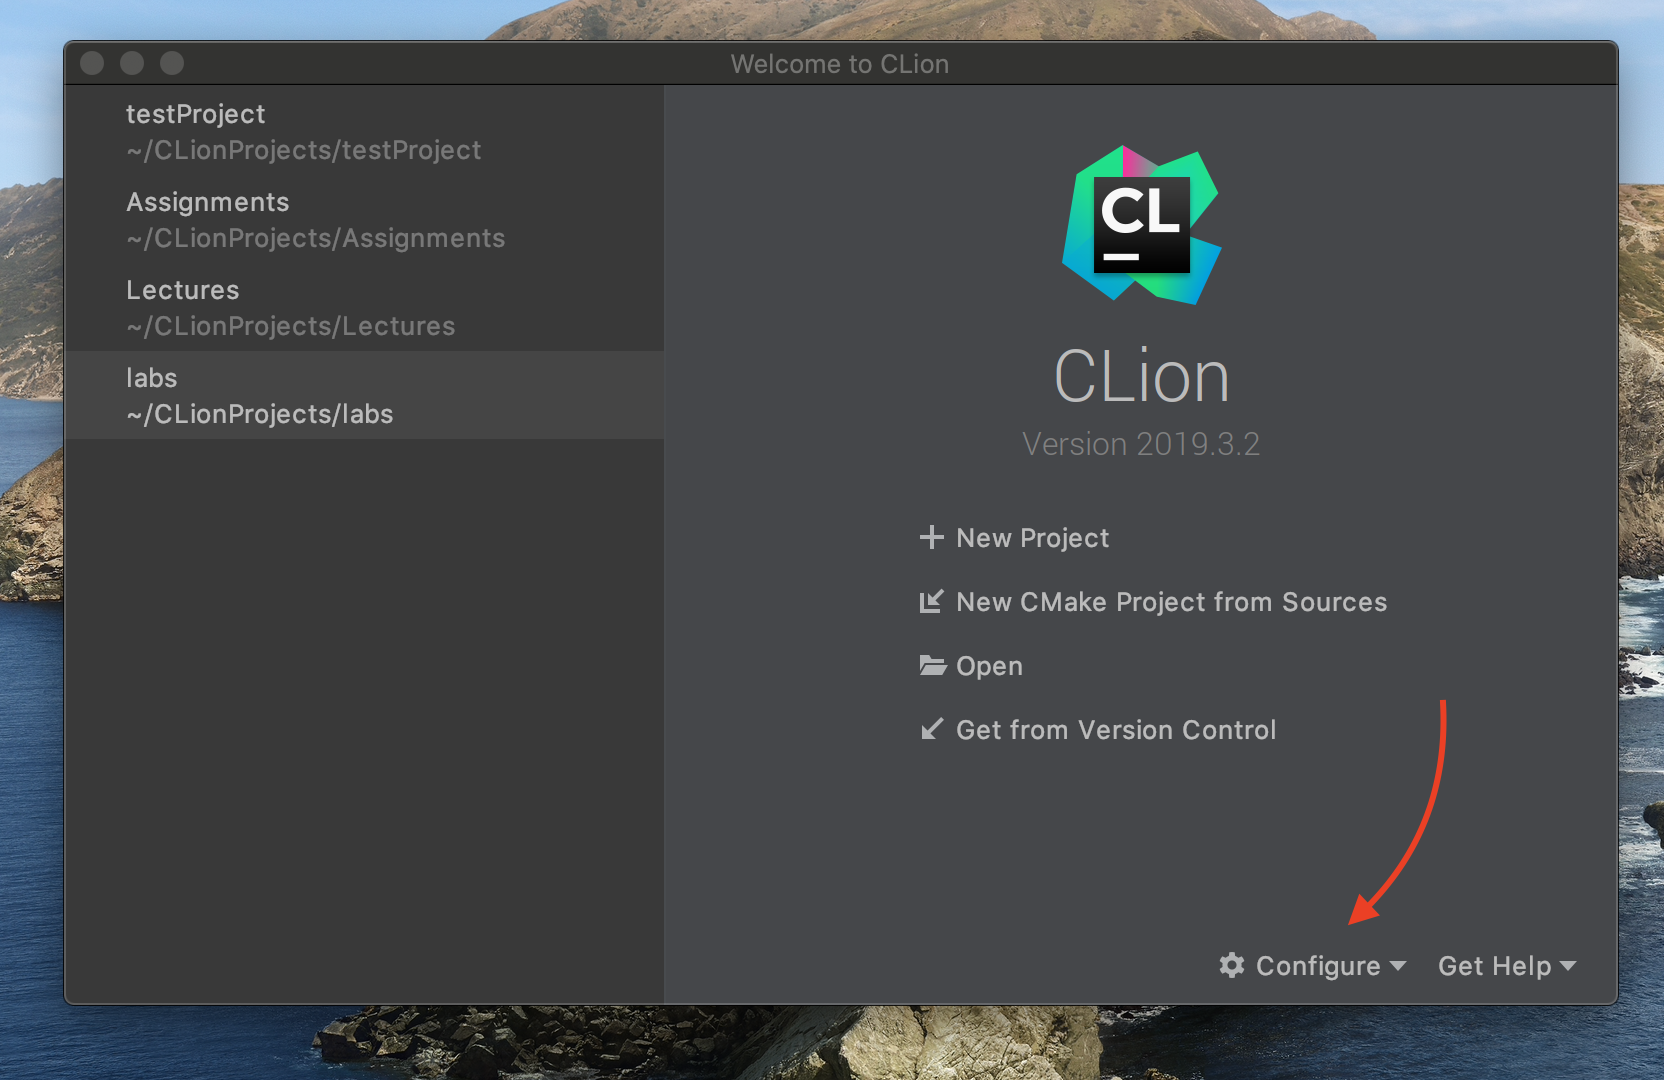 Welcome to CLion
testProject
~/CLionProjects/testProject
Assignments
~/CLionProjects/Assignments
Lectures
~/CLionProjects/Lectures
labs
~/CLionProjects/labs
CL
CLion
Version 2019.3.2
New Project
New CMake Project from Sources
Open
Get from Version Control
Configure
Get Help